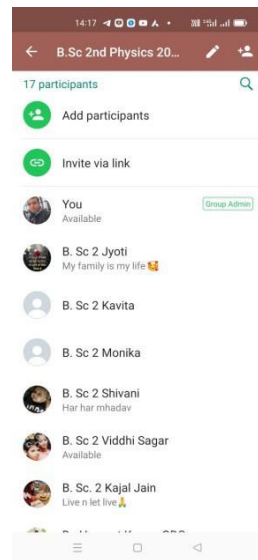 14:17
B.Sc 2nd Physics 20...
17 participants
Add participants
Invite via link
You
Group Admin
Available
B. Sc 2 Jyoti
My family is my life🥰
B. Sc 2 Kavita
B. Sc 2 Monika
B. Sc 2 Shivani
Har har mhadav
B. Sc 2 Viddhi Sagar
Available
B. Sc. 2 Kajal Jain
Live n let live🙏